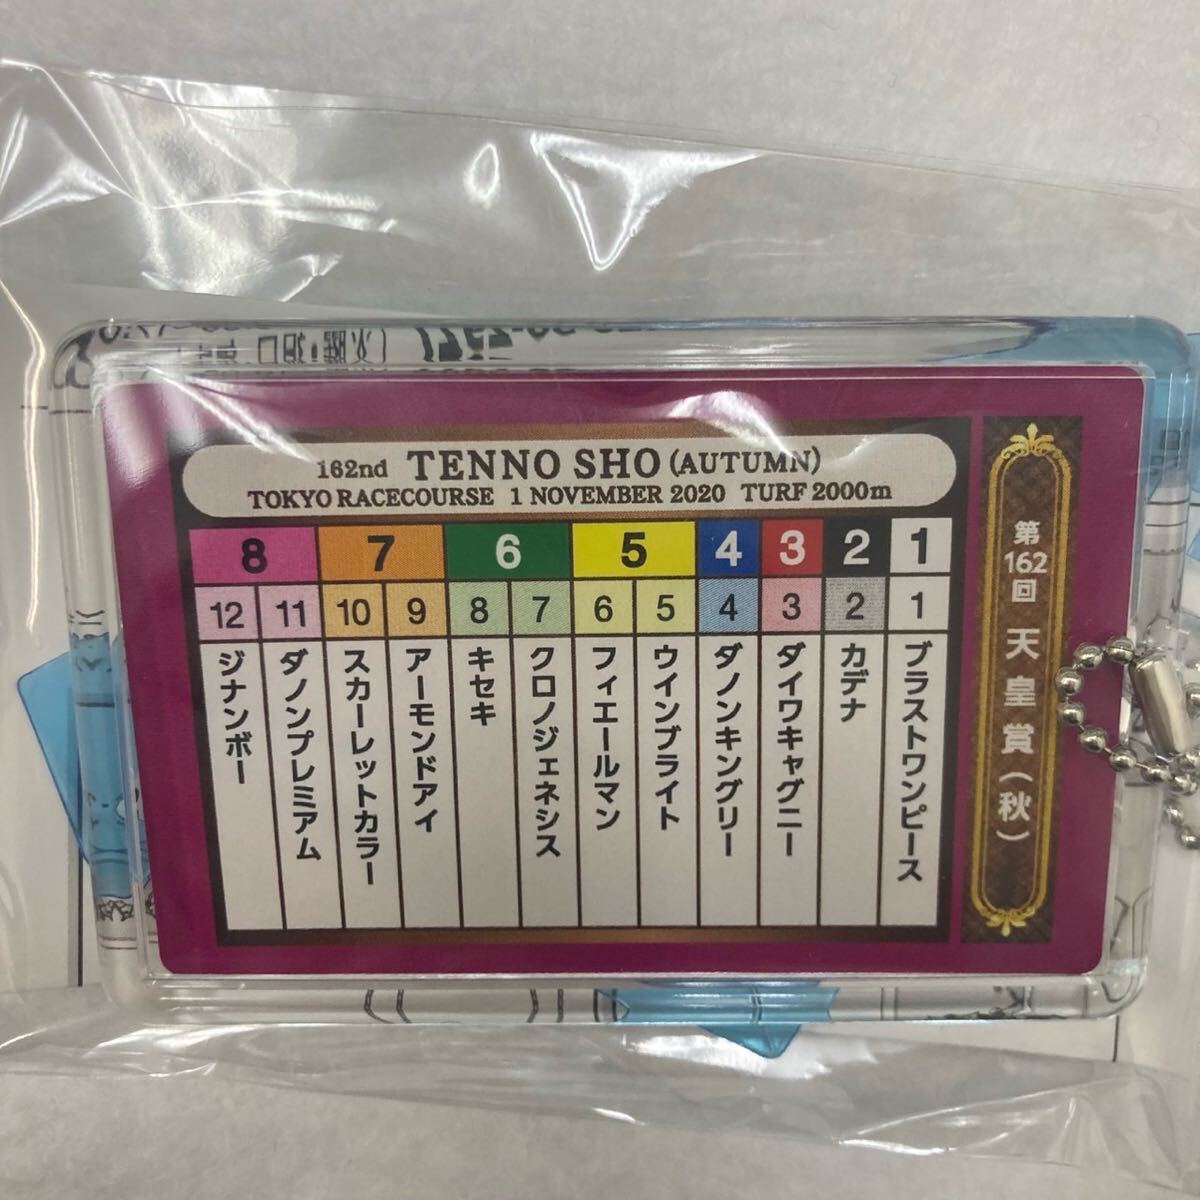 162nd TENNO SHO (AUTUMN)
TOKYO RACECOURSE 1 NOVEMBER 2020 TURF 2000m
8 7 6 5 4 3 2 1
12 11 10 9 8 7 6 5 4 3 2 1
第162回 天皇賞(秋)
ブラストワンピース
カデナ
ダイワキャグニー
ダノンキングリー
ウインブライト
フィエールマン
クロノジェネシス
キセキ
アーモンドアイ
スカーレットカラー
ダノンプレミアム
ジナンボー